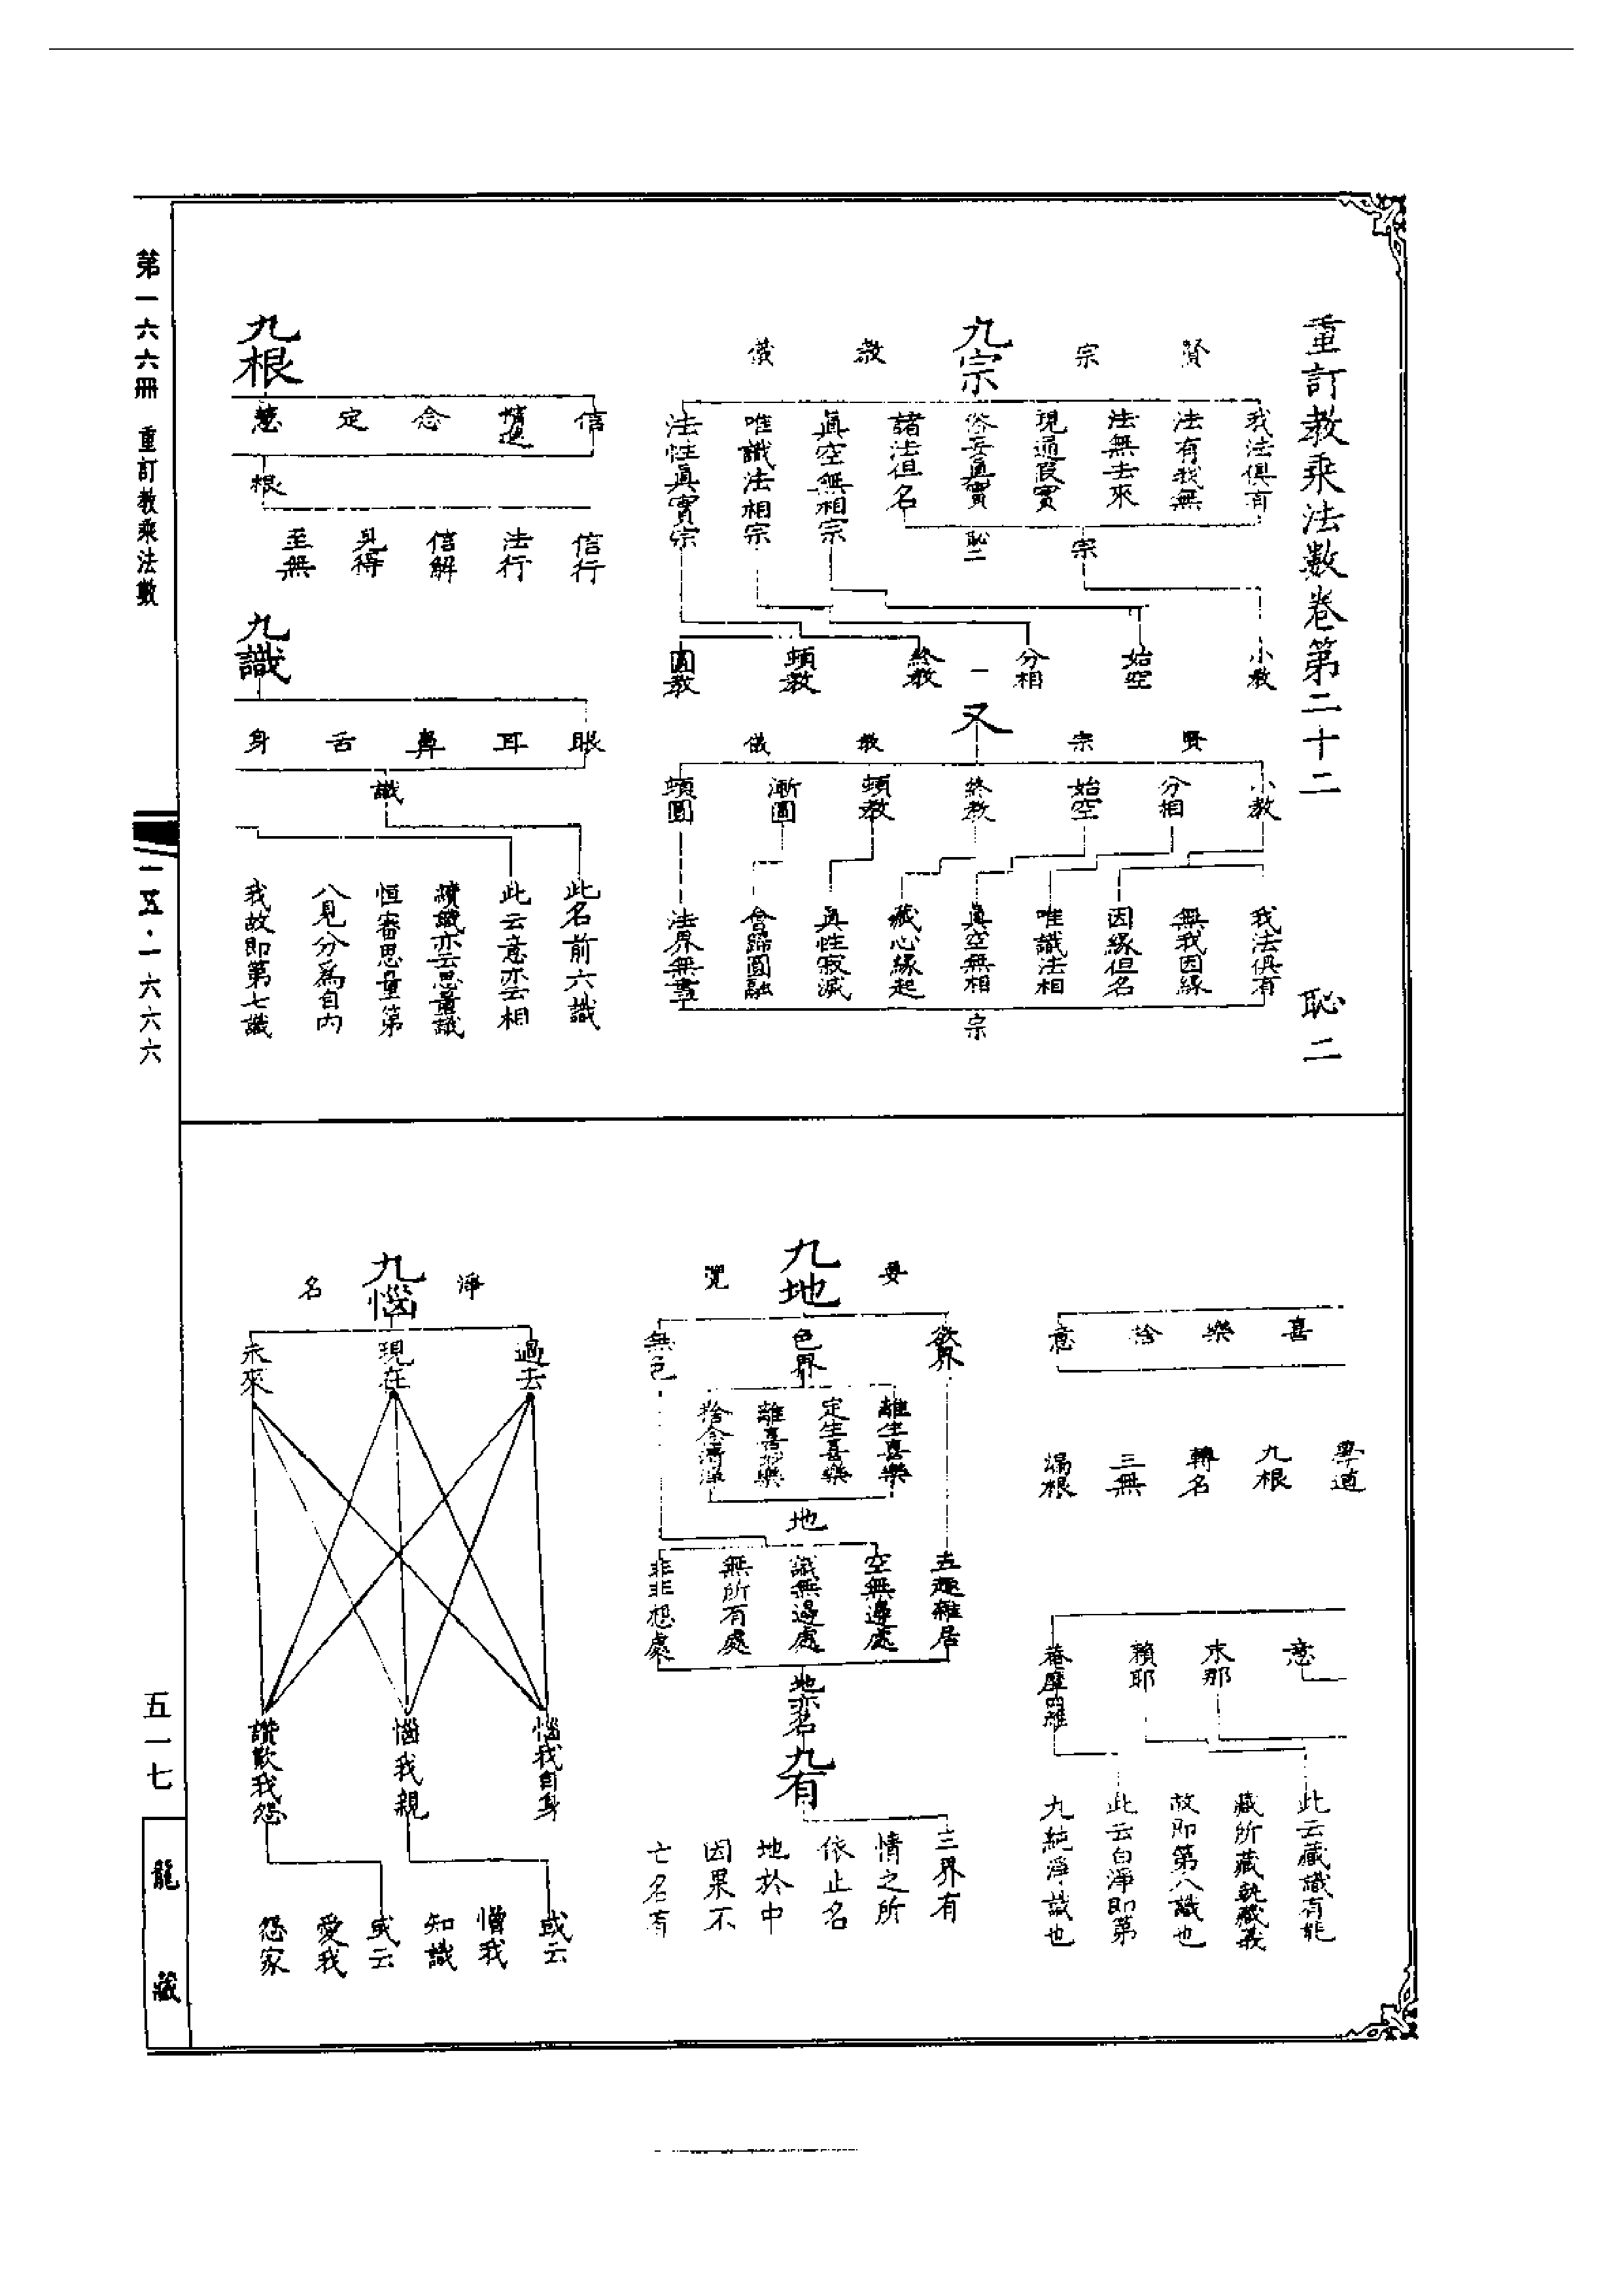 重訂教乘法數卷第二十二 恥二
賢宗 九宗 教儀
我法俱有
法有我無
法無去來
現通假實
俗妄眞實
諸法但名
眞空無相宗
唯識法相宗
法性眞實宗
宗
恥二
小教
始空
分相
終教
頓教
圓教
賢宗 又一 教儀
小教
分相
始空
終教
頓教
漸圓
頓圓
我法俱有
無我因緣
因緣但名
唯識法相
眞空無相
藏心緣起
眞性寂滅
會歸圓融
法界無盡
宗
九根
信
精進
念
定
慧
根
信行
法行
信解
見得
至無
九識
眼
耳
鼻
舌
身
識
此名前六識
此云意亦云相
續識亦云思量識
恒審思量第
八見分爲自內
我故即第七識
喜
樂
捨
意
學道
九根
轉名
三無
漏根
意
末那
賴耶
菴摩羅
此云藏識有能
藏所藏執藏義
故即第八識也
此云白淨即第
九純淨識也
要 九地 覽
欲界
色界
無色
離生喜樂
定生喜樂
離喜妙樂
捨念清淨
地
五趣雜居
空無邊處
識無邊處
無所有處
非非想處
地亦名
九有
三界有
情之所
依止名
地於中
因果不
亡名有
淨 九惱 名
過去
現在
未來
惱我自身
惱我親
讚歎我怨
或云
憎我
知識
或云
愛我
怨家
第一六六冊 重訂教乘法數
一五·一六六六
五一七
龍藏